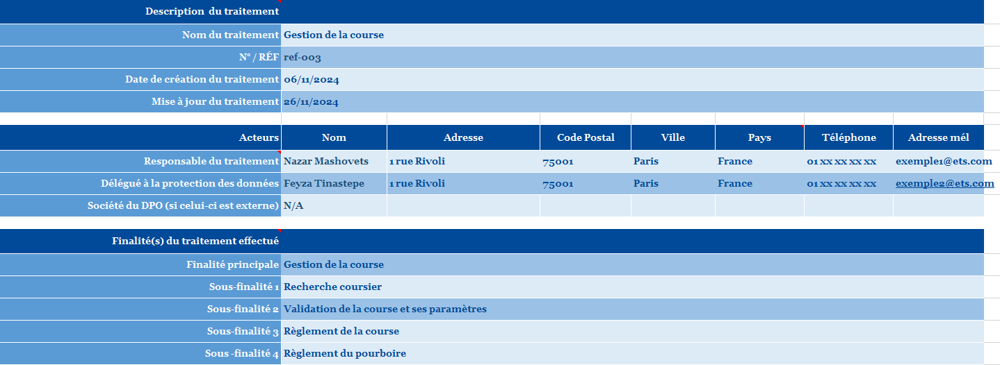 Description  du traitement
Nom du traitement Gestion de la course
N° / RÉF ref-003
Date de création du traitement 06/11/2024
Mise à jour du traitement 26/11/2024
Acteurs Nom Adresse Code Postal Ville Pays Téléphone Adresse mél
Responsable du traitement Nazar Mashovets 1 rue Rivoli 75001 Paris France 01 xx xx xx xx exemple1@ets.com
Délégué à la protection des données Feyza Tinastepe 1 rue Rivoli 75001 Paris France 01 xx xx xx xx exemple2@ets.com
Société du DPO (si celui-ci est externe) N/A
Finalité(s) du traitement effectué
Finalité principale Gestion de la course
Sous-finalité 1 Recherche coursier
Sous-finalité 2 Validation de la course et ses paramètres
Sous-finalité 3 Règlement de la course
Sous -finalité 4 Règlement du pourboire